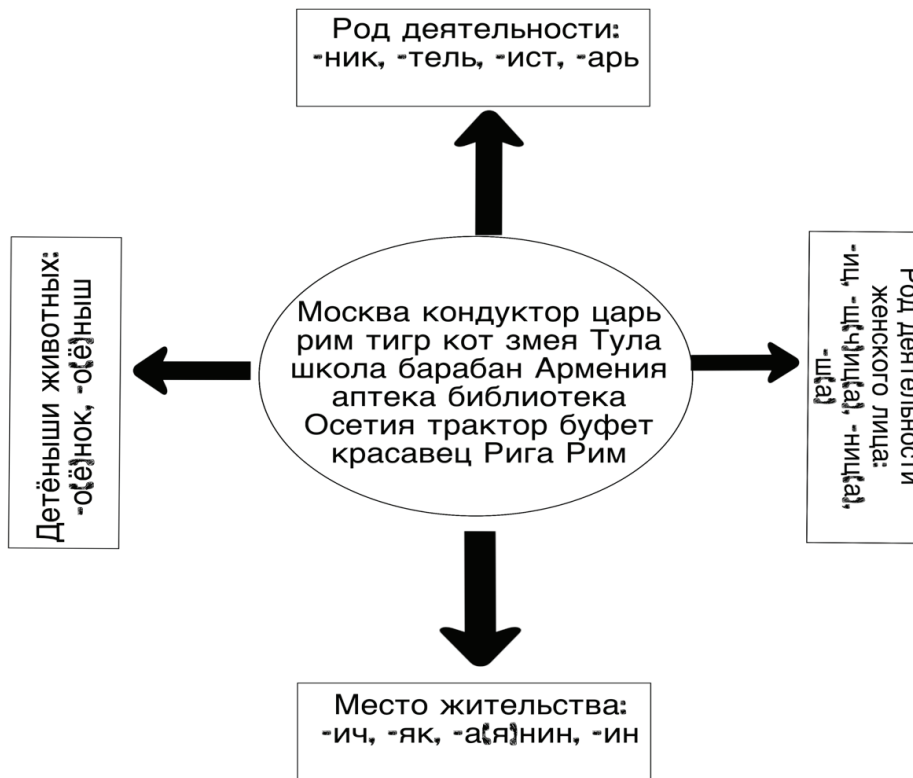 Род деятельности:
-ник, -тель, -ист, -арь
Детёныши животных:
-о(ё)нок, -о(ё)ныш
Москва кондуктор царь
рим тигр кот змея Тула
школа барабан Армения
аптека библиотека
Осетия трактор буфет
красавец Рига Рим
Род деятельности
женского лица:
-иц, -щ(ч)иц(а), -ниц(а),
-ш(а)
Место жительства:
-ич, -як, -а(я)нин, -ин